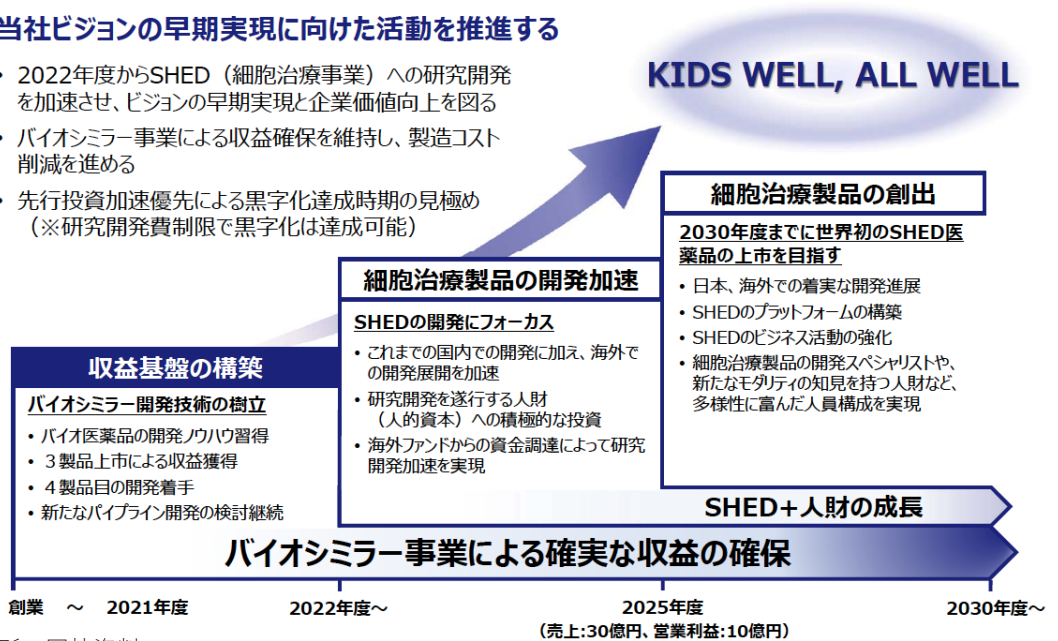 当社ビジョンの早期実現に向けた活動を推進する
KIDS WELL, ALL WELL
• 2022年度からSHED（細胞治療事業）への研究開発
を加速させ、ビジョンの早期実現と企業価値向上を図る
• バイオシミラー事業による収益確保を維持し、製造コスト
削減を進める
• 先行投資加速優先による黒字化達成時期の見極め
（※研究開発費制限で黒字化は達成可能）
収益基盤の構築
バイオシミラー開発技術の樹立
• バイオ医薬品の開発ノウハウ習得
• ３製品上市による収益獲得
• ４製品目の開発着手
• 新たなパイプライン開発の検討継続
細胞治療製品の開発加速
SHEDの開発にフォーカス
• これまでの国内での開発に加え、海外で
の開発展開を加速
• 研究開発を遂行する人財
（人的資本）への積極的な投資
• 海外ファンドからの資金調達によって研究
開発加速を実現
細胞治療製品の創出
2030年度までに世界初のSHED医
薬品の上市を目指す
• 日本、海外での着実な開発進展
• SHEDのプラットフォームの構築
• SHEDのビジネス活動の強化
• 細胞治療製品の開発スペシャリストや、
新たなモダリティの知見を持つ人財など、
多様性に富んだ人員構成を実現
SHED+人財の成長
バイオシミラー事業による確実な収益の確保
創業 ～ 2021年度
2022年度～
2025年度
（売上:30億円、営業利益:10億円）
2030年度～